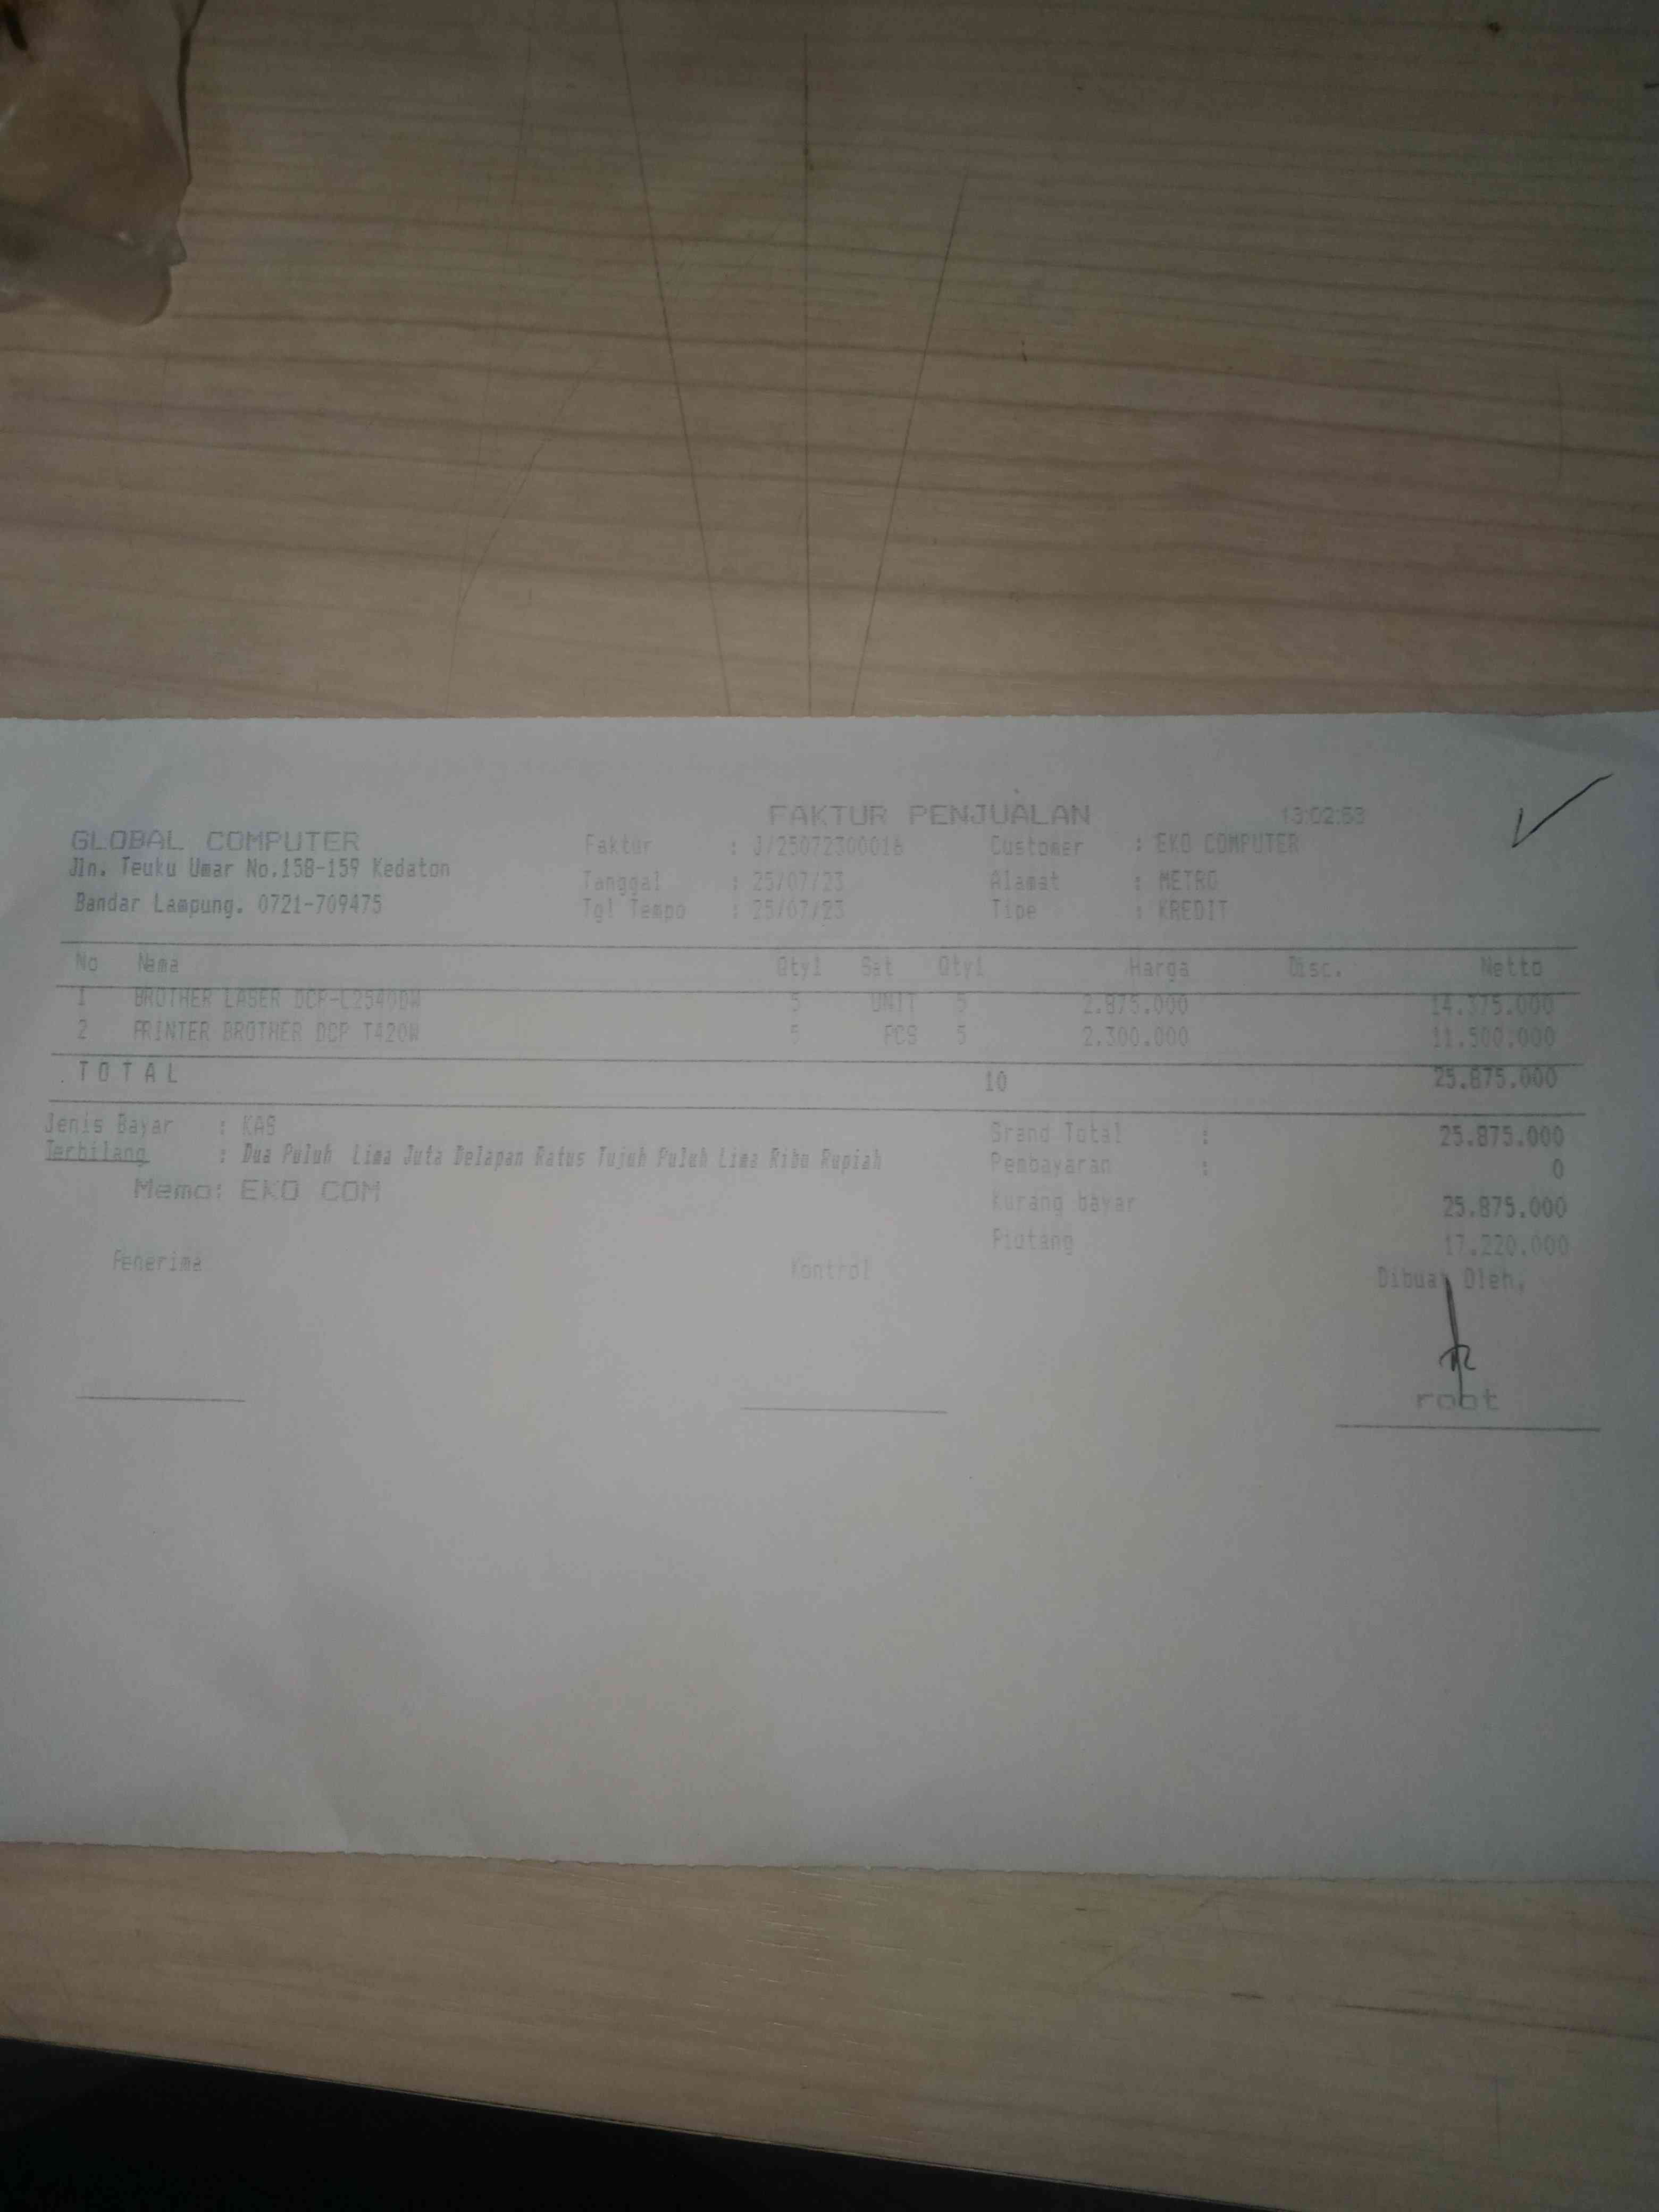 FAKTUR PENJUALAN 13:02:53
GLOBAL COMPUTER
Jln. Teuku Umar No.15B-159 Kedaton
Bandar Lampung. 0721-709475
Faktur : J/25072300016
Tanggal : 25/07/23
Tgl Tempo : 25/07/23
Customer : EKO COMPUTER
Alamat : METRO
Tipe : KREDIT
No Nama Qty1 Sat Qty1 Harga Disc. Netto
1 BROTHER LASER DCP-L2540DW 5 UNIT 5 2.875.000 14.375.000
2 PRINTER BROTHER DCP T420W 5 PCS 5 2.300.000 11.500.000
T O T A L 10 25.875.000
Jenis Bayar : KAS
Terbilang : Dua Puluh Lima Juta Delapan Ratus Tujuh Puluh Lima Ribu Rupiah
Memo: EKO COM
Grand Total : 25.875.000
Pembayaran : 0
Kurang bayar 25.875.000
Piutang 17.220.000
Penerima Kontrol Dibuat Oleh,
root